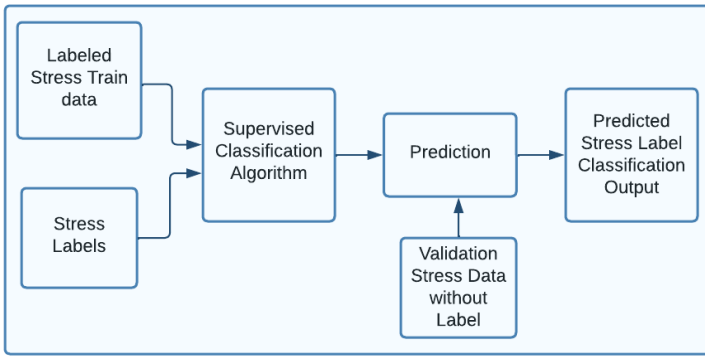 Labeled
Stress Train
data
Stress
Labels
Supervised
Classification
Algorithm
Prediction
Validation
Stress Data
without
Label
Predicted
Stress Label
Classification
Output